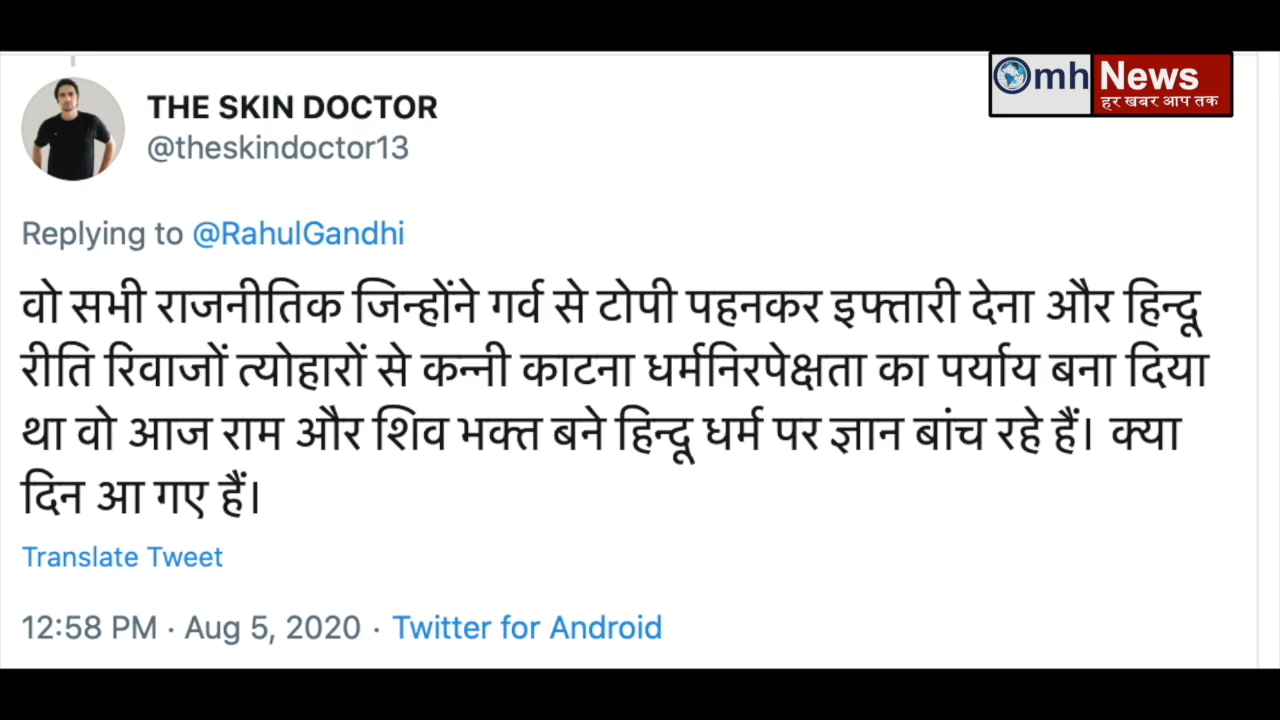 Omh News
हर खबर आप तक
THE SKIN DOCTOR
@theskindoctor13
Replying to @RahulGandhi
वो सभी राजनीतिक जिन्होंने गर्व से टोपी पहनकर इफ्तारी देना और हिन्दू
रीति रिवाजों त्योहारों से कन्नी काटना धर्मनिरपेक्षता का पर्याय बना दिया
था वो आज राम और शिव भक्त बने हिन्दू धर्म पर ज्ञान बांच रहे हैं। क्या
दिन आ गए हैं।
Translate Tweet
12:58 PM · Aug 5, 2020 · Twitter for Android